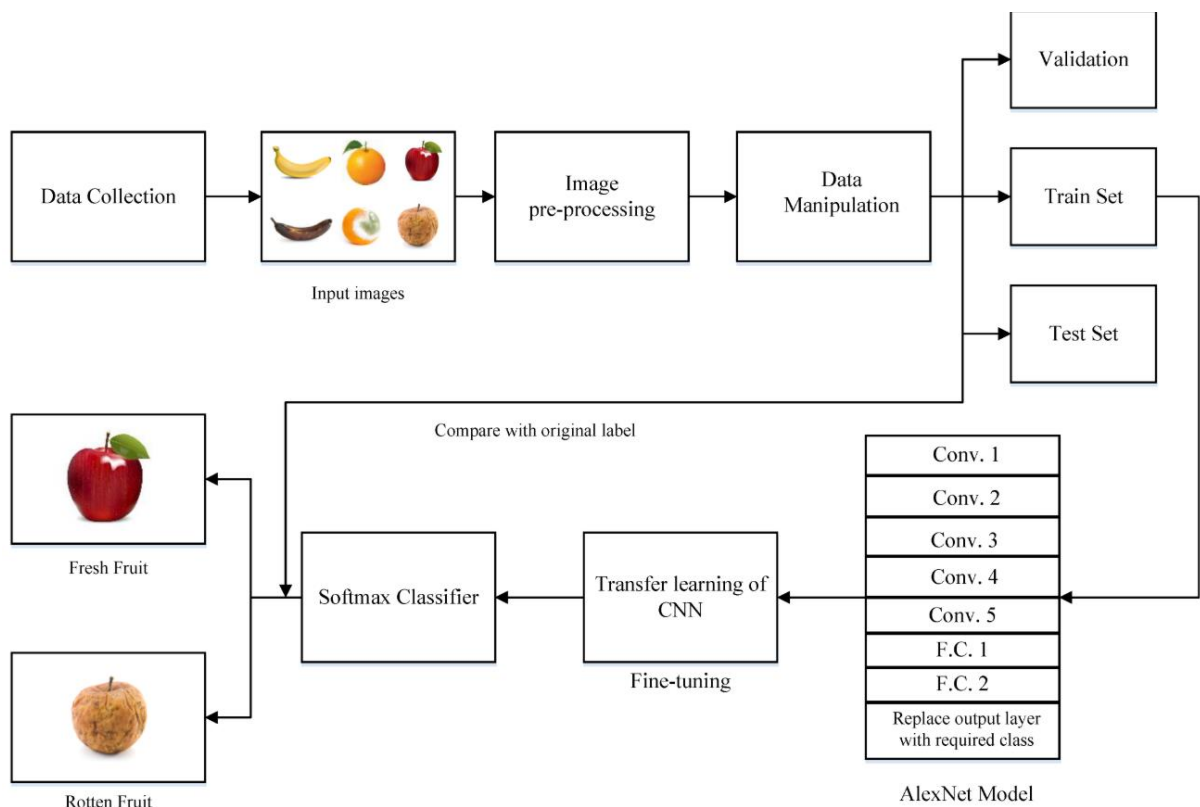 Validation
Data Collection
Image
pre-processing
Data
Manipulation
Train Set
Input images
Test Set
Compare with original label
Fresh Fruit
Softmax Classifier
Transfer learning of
CNN
Fine-tuning
Conv. 1
Conv. 2
Conv. 3
Conv. 4
Conv. 5
F.C. 1
F.C. 2
Replace output layer
with required class
Rotten Fruit
AlexNet Model